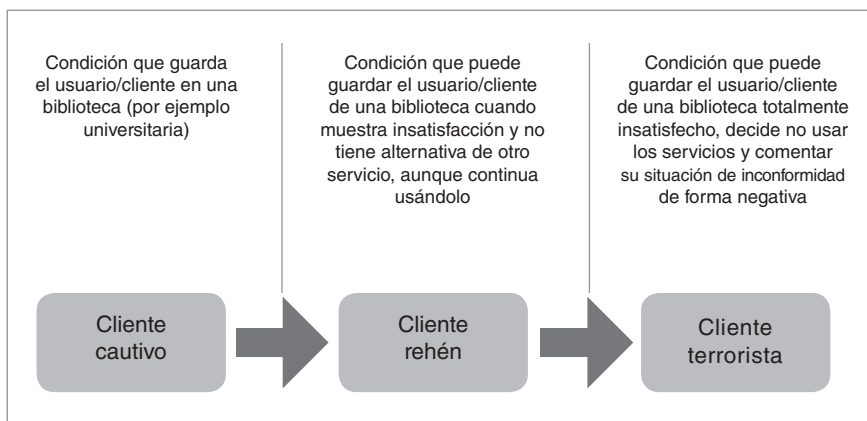 Condición que guarda
el usuario/cliente en una
biblioteca (por ejemplo
universitaria)
Condición que puede
guardar el usuario/cliente
de una biblioteca cuando
muestra insatisfacción y no
tiene alternativa de otro
servicio, aunque continua
usándolo
Condición que puede
guardar el usuario/cliente
de una biblioteca totalmente
insatisfecho, decide no usar
los servicios y comentar
su situación de inconformidad
de forma negativa
Cliente
cautivo
Cliente
rehén
Cliente
terrorista